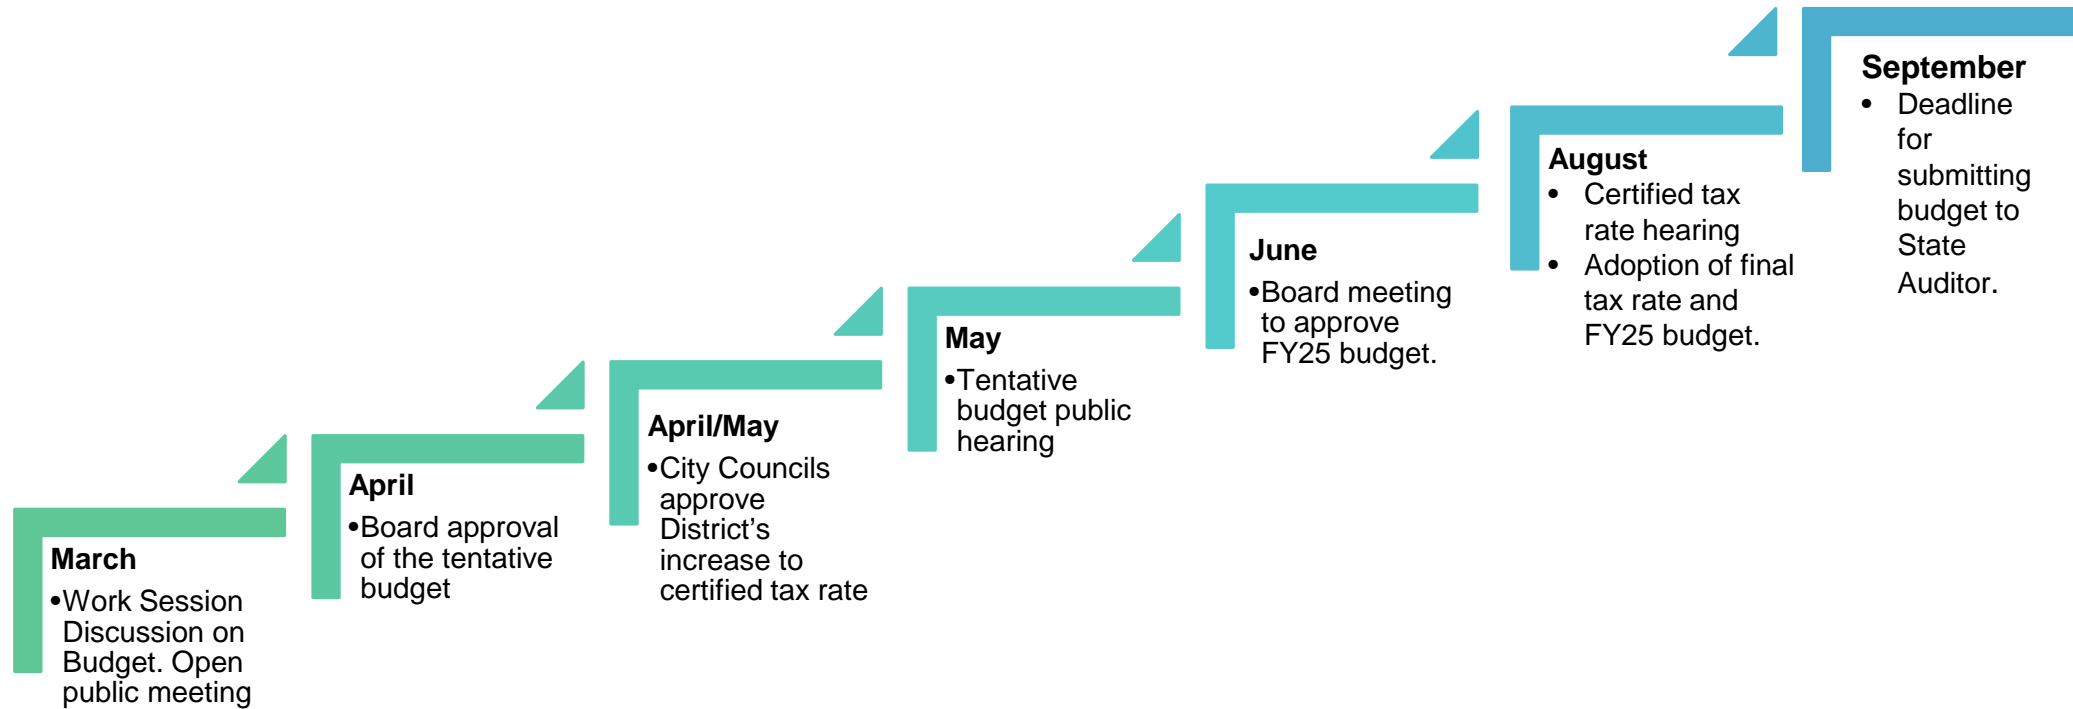 March
•Work Session
Discussion on
Budget. Open
public meeting
April
•Board approval
of the tentative
budget
April/May
•City Councils
approve
District’s
increase to
certified tax rate
May
•Tentative
budget public
hearing
June
•Board meeting
to approve
FY25 budget.
August
• Certified tax
rate hearing
• Adoption of final
tax rate and
FY25 budget.
September
• Deadline
for
submitting
budget to
State
Auditor.